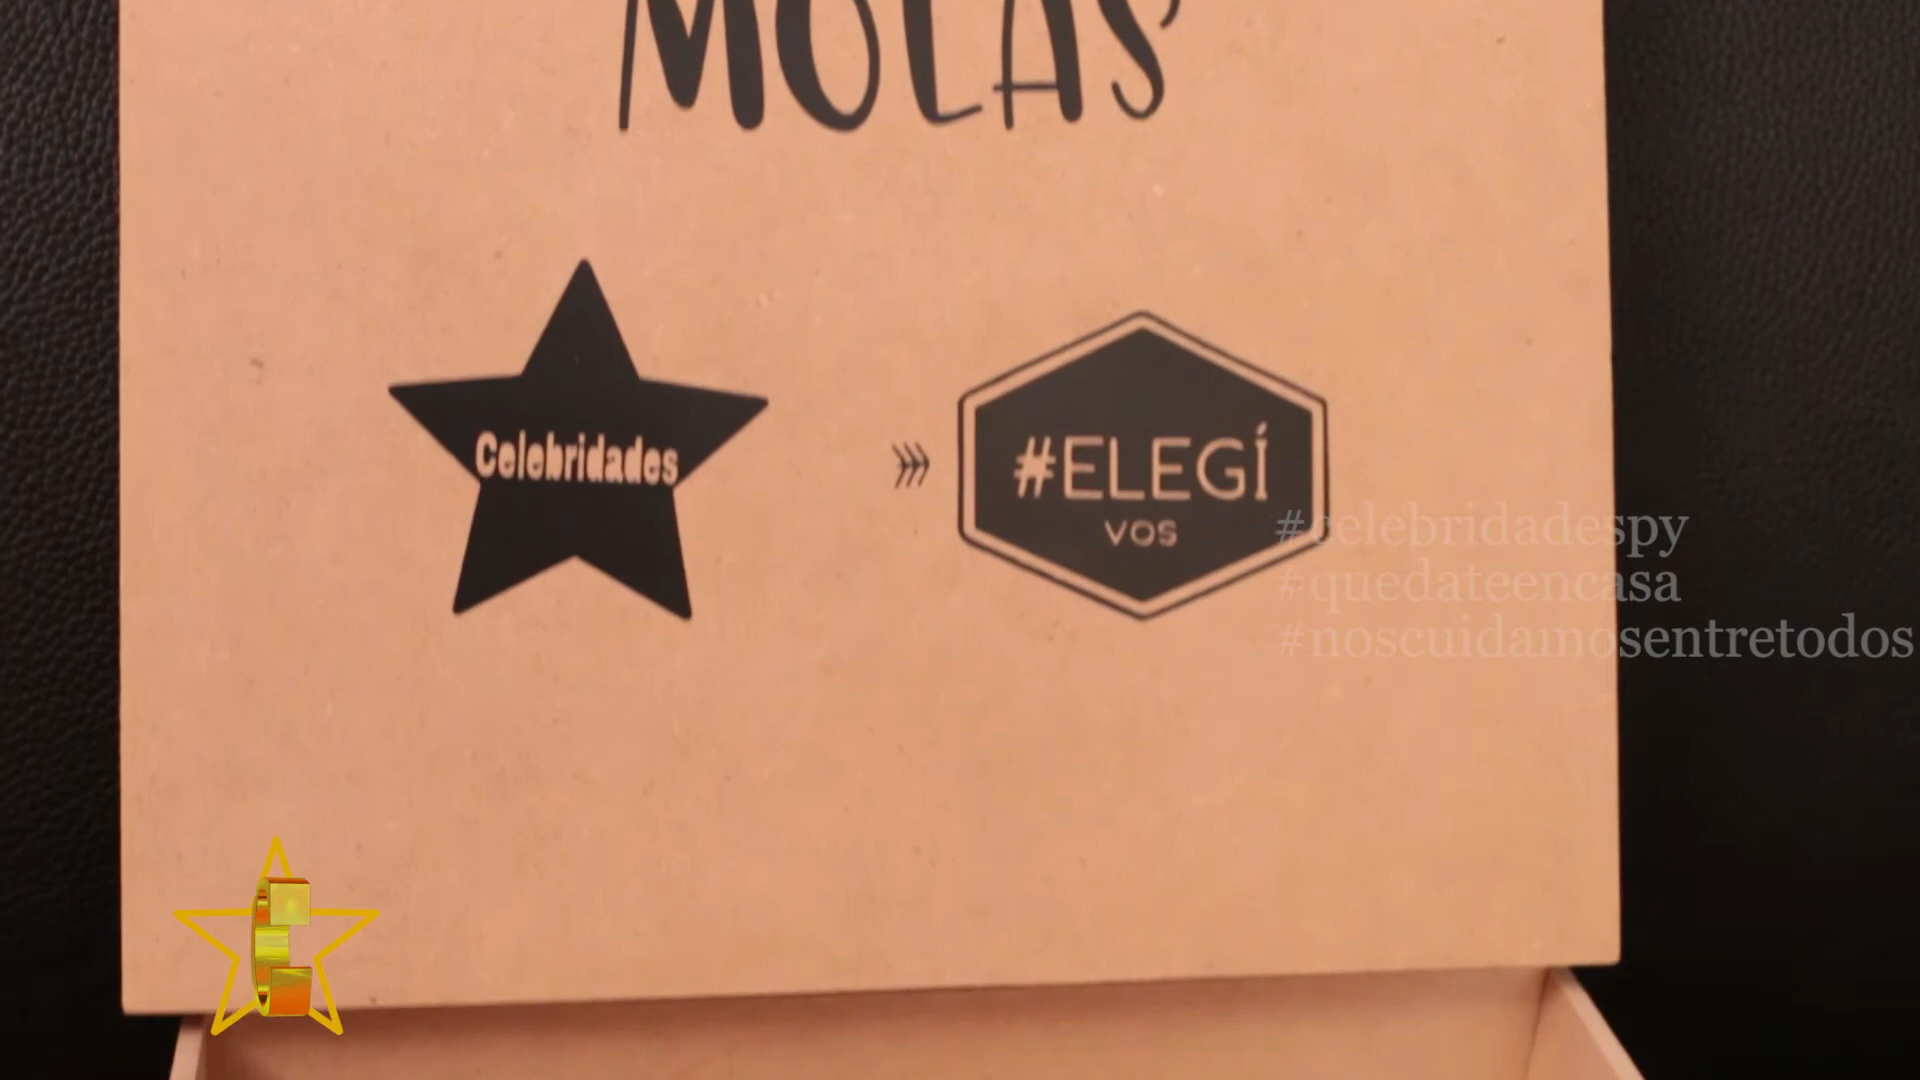 MOLAS
Celebridades
#ELEGÍ
VOS
#celebridadespy
#quedateencasa
#noscuidamosentretodos